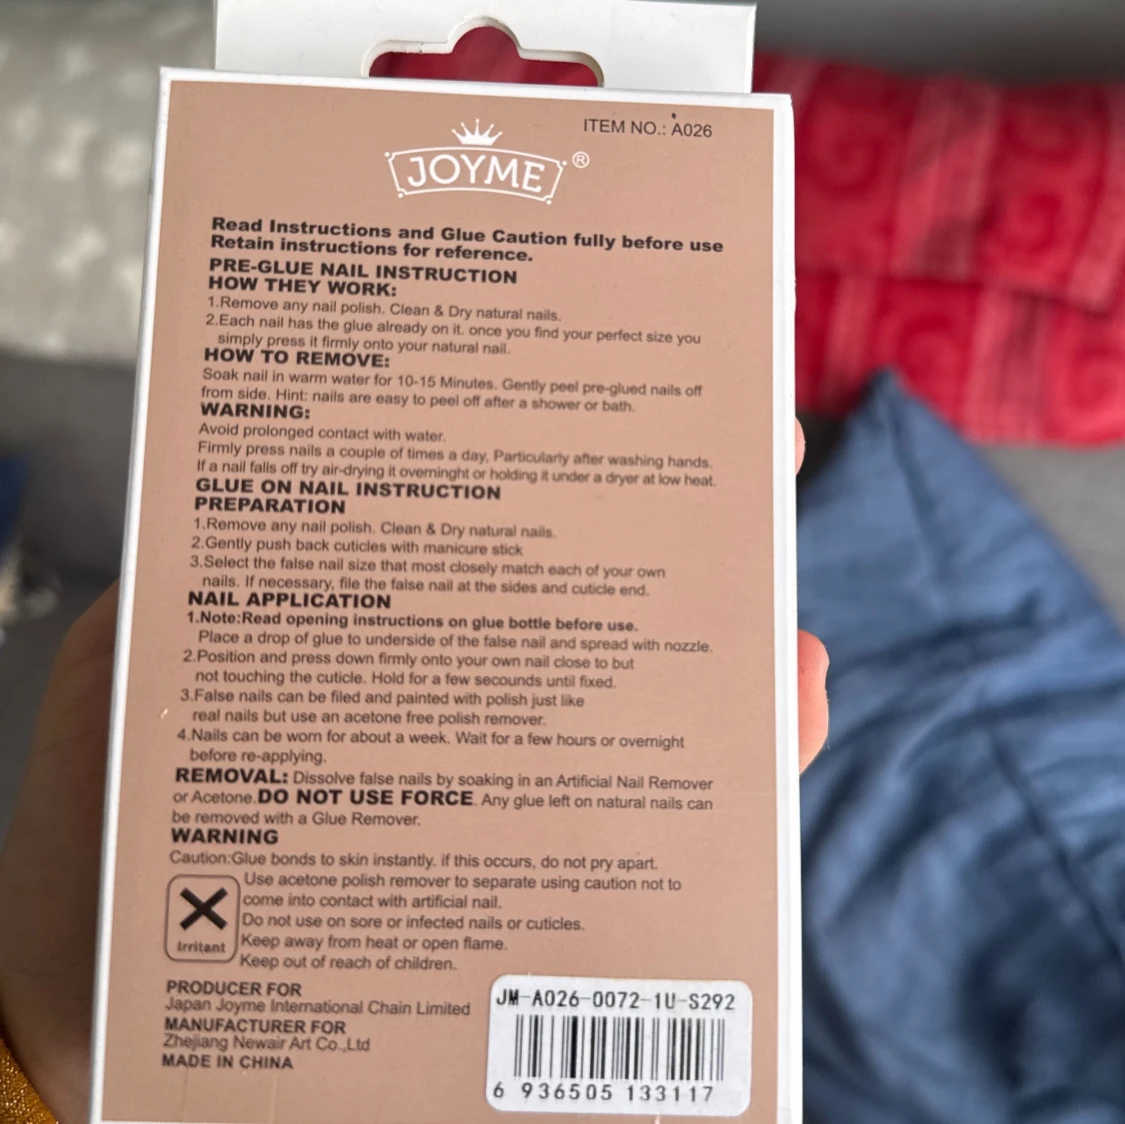 ITEM NO.: A026
JOYME®
Read Instructions and Glue Caution fully before use
Retain instructions for reference.
PRE-GLUE NAIL INSTRUCTION
HOW THEY WORK:
1.Remove any nail polish. Clean & Dry natural nails.
2.Each nail has the glue already on it. once you find your perfect size you
simply press it firmly onto your natural nail.
HOW TO REMOVE:
Soak nail in warm water for 10-15 Minutes. Gently peel pre-glued nails off
from side. Hint: nails are easy to peel off after a shower or bath.
WARNING:
Avoid prolonged contact with water.
Firmly press nails a couple of times a day, Particularly after washing hands.
If a nail falls off try air-drying it overninght or holding it under a dryer at low heat.
GLUE ON NAIL INSTRUCTION
PREPARATION
1.Remove any nail polish. Clean & Dry natural nails.
2.Gently push back cuticles with manicure stick
3.Select the false nail size that most closely match each of your own
nails. If necessary, file the false nail at the sides and cuticle end.
NAIL APPLICATION
1.Note:Read opening instructions on glue bottle before use.
Place a drop of glue to underside of the false nail and spread with nozzle.
2.Position and press down firmly onto your own nail close to but
not touching the cuticle. Hold for a few secounds until fixed.
3.False nails can be filed and painted with polish just like
real nails but use an acetone free polish remover.
4.Nails can be worn for about a week. Wait for a few hours or overnight
before re-applying.
REMOVAL: Dissolve false nails by soaking in an Artificial Nail Remover
or Acetone.DO NOT USE FORCE. Any glue left on natural nails can
be removed with a Glue Remover.
WARNING
Caution:Glue bonds to skin instantly. if this occurs, do not pry apart.
Use acetone polish remover to separate using caution not to
come into contact with artificial nail.
Do not use on sore or infected nails or cuticles.
Keep away from heat or open flame.
Keep out of reach of children.
Irritant
PRODUCER FOR
Japan Joyme International Chain Limited
MANUFACTURER FOR
Zhejiang Newair Art Co.,Ltd
MADE IN CHINA
JM-A026-0072-1U-S292
6 936505 133117